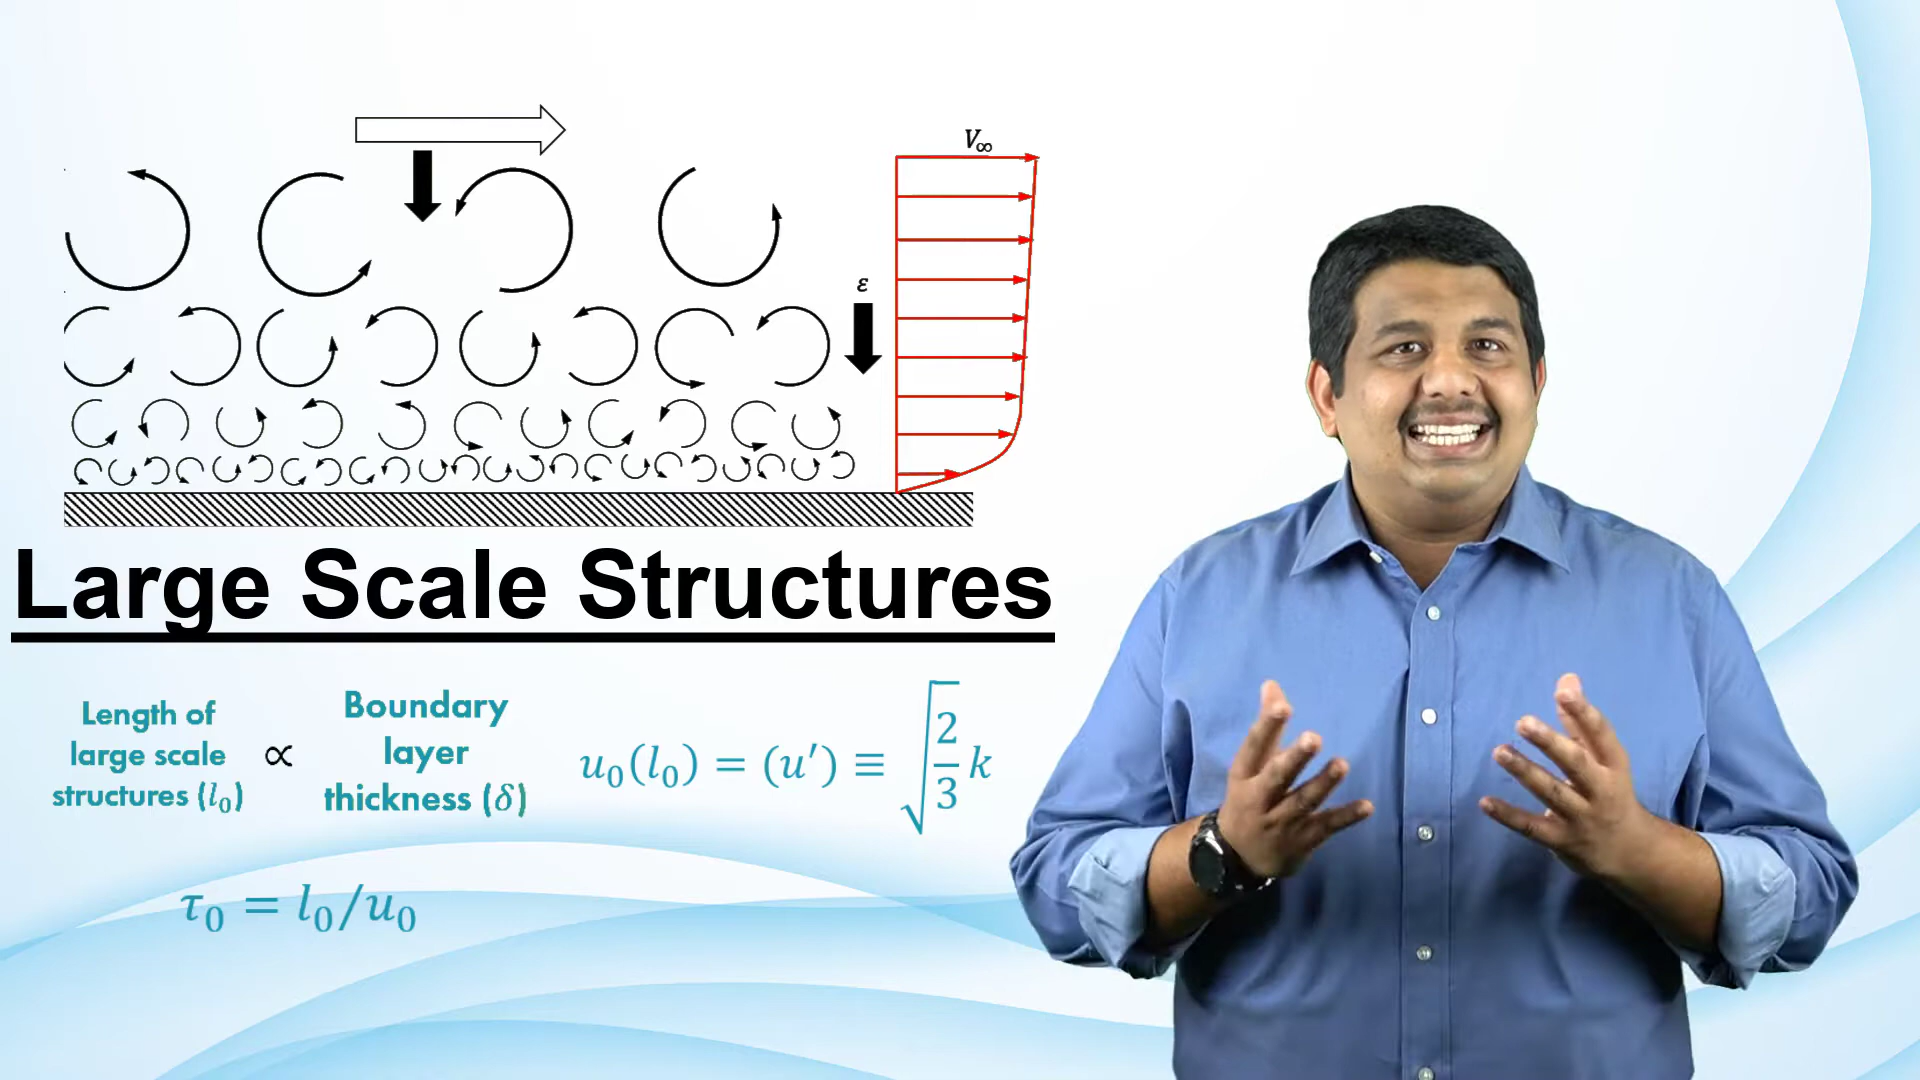 V∞
ε
Large Scale Structures
Length of
large scale
structures (l₀)
∝
Boundary
layer
thickness (δ)
u₀(l₀) = (u′) ≡ √(2/3 k)
τ₀ = l₀/u₀